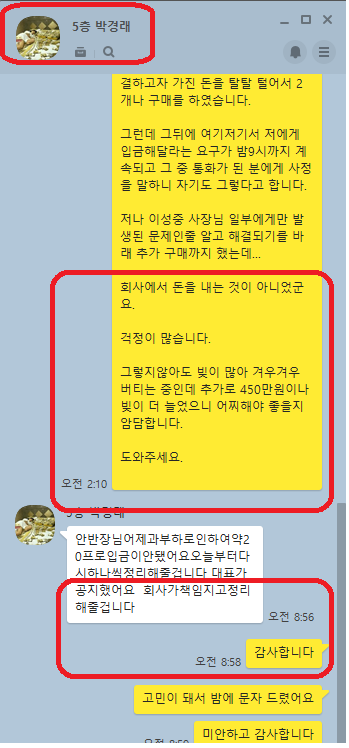 5층 박경래
결하고자 가진 돈을 탈탈 털어서 2
개나 구매를 하였습니다.
그런데 그뒤에 여기저기서 저에게
입금해달라는 요구가 밤9시까지 계
속되고 그 중 통화가 된 분에게 사정
을 말하니 자기도 그렇다고 합니다.
저나 이성중 사장님 일부에게만 발
생된 문제인줄 알고 해결되기를 바
래 추가 구매까지 했는데...
회사에서 돈을 내는 것이 아니었군
요.
걱정이 많습니다.
그렇지않아도 빚이 많아 겨우겨우
버티는 중인데 추가로 450만원이나
빚이 더 늘었으니 어찌해야 좋을지
암담합니다.
도와주세요.
오전 2:10
5층 박경래
안반장님어제과부하로인하여약2
0프로입금이안됐어요오늘부터다
시하나씩정리해줄겁니다 대표가
공지했어요 회사가책임지고정리
해줄겁니다
오전 8:56
감사합니다
오전 8:58
고민이 돼서 밤에 문자 드렸어요
미안하고 감사합니다